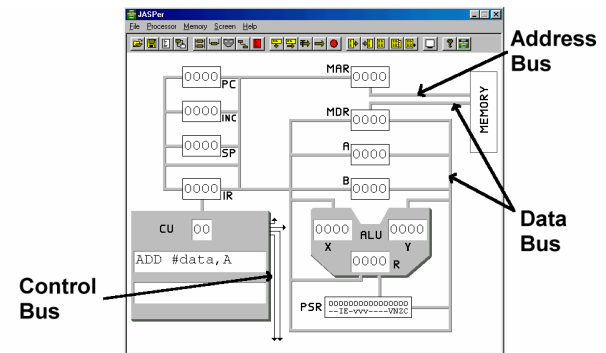 JASPer
File Processor Memory Screen Help
Address
Bus
0000 PC
MAR 0000
0000 INC
MDR 0000
MEMORY
0000 SP
A 0000
0000 IR
B 0000
CU 00
0000 X
ALU
0000 Y
Data
Bus
ADD #data,A
0000 R
Control
Bus
PSR 0000000000000000
--IE-vvv----VNZC